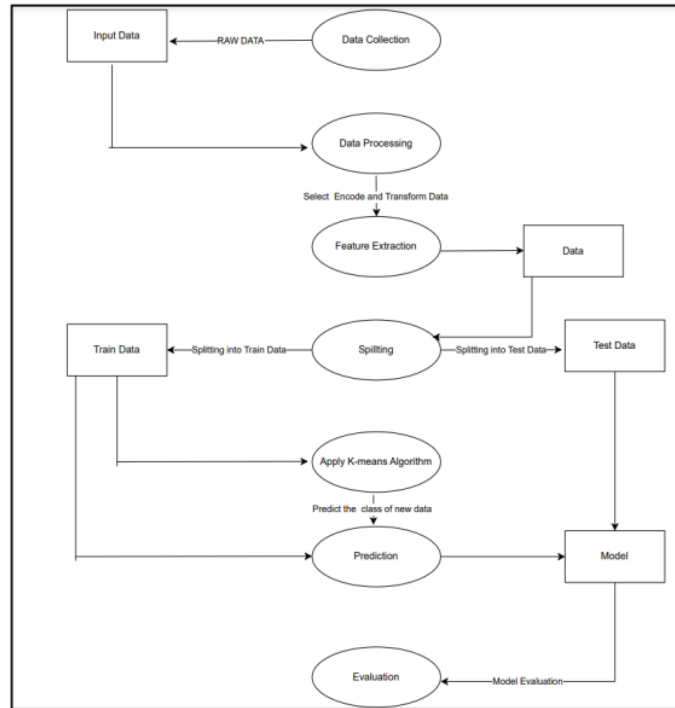 Input Data
RAW DATA
Data Collection
Data Processing
Select Encode and Transform Data
Feature Extraction
Data
Train Data
Splitting into Train Data
Spillting
Splitting into Test Data
Test Data
Apply K-means Algorithm
Predict the class of new data
Prediction
Model
Evaluation
Model Evaluation